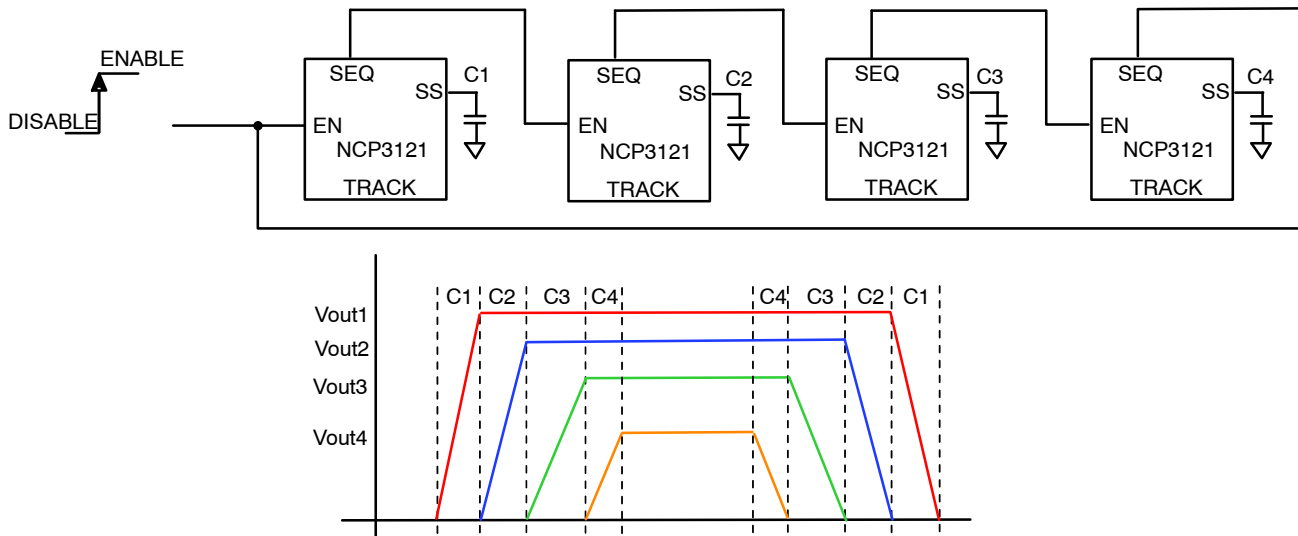 ENABLE
DISABLE
SEQ
C1
SS
EN
NCP3121
TRACK
SEQ
C2
SS
EN
NCP3121
TRACK
SEQ
C3
SS
EN
NCP3121
TRACK
SEQ
C4
SS
EN
NCP3121
TRACK
C1 C2 C3 C4 C4 C3 C2 C1
Vout1
Vout2
Vout3
Vout4